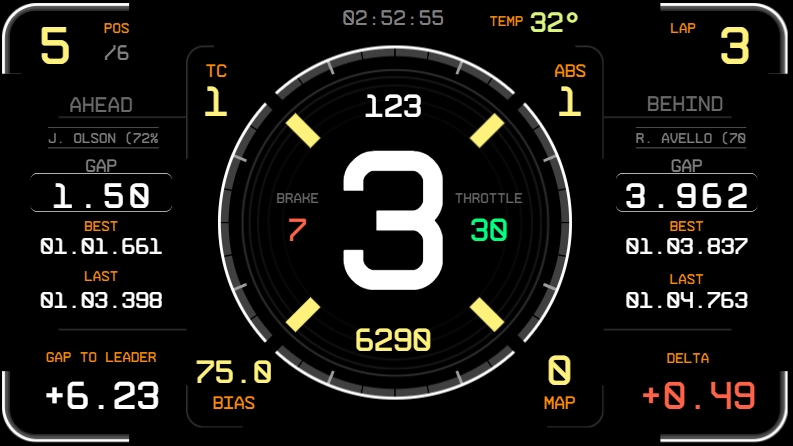 5
POS
/6
02:52:55
TEMP 32°
LAP
3
TC
1
ABS
1
AHEAD
J. OLSON (72%
GAP
1.50
BEST
01.01.661
LAST
01.03.398
GAP TO LEADER
+6.23
123
BRAKE
7
3
THROTTLE
30
6290
75.0
BIAS
0
MAP
BEHIND
R. AVELLO (70
GAP
3.962
BEST
01.03.837
LAST
01.04.763
DELTA
+0.49